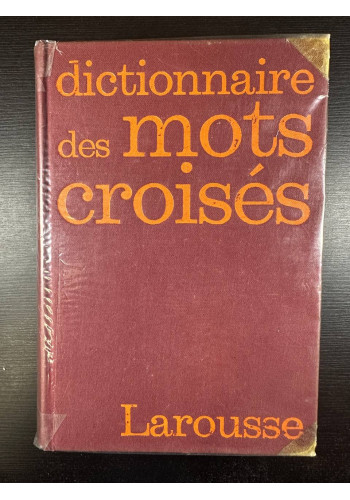 dictionnaire
des mots
croisés
Larousse